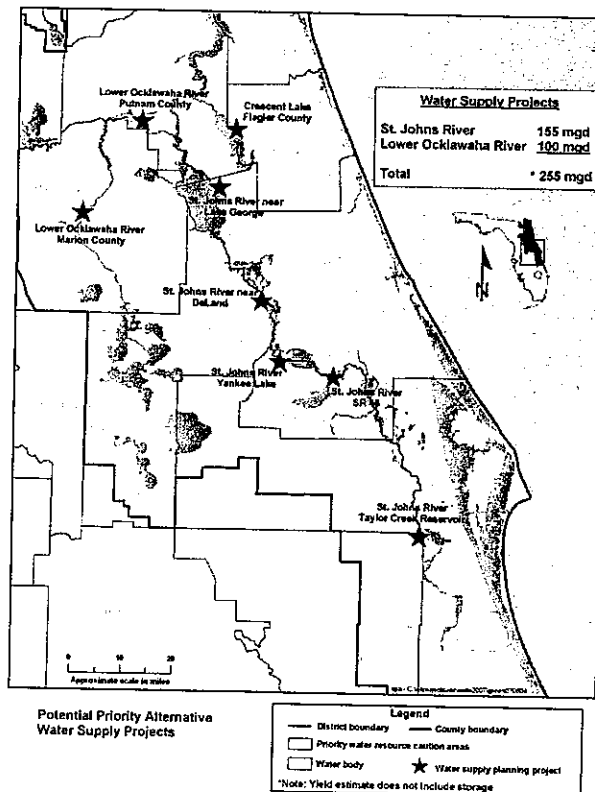 Lower Ocklawaha River
Putnam County
Crescent Lake
Flagler County
Water Supply Projects
St. Johns River 155 mgd
Lower Ocklawaha River 100 mgd
Total * 255 mgd
St. Johns River near
Lake George
Lower Ocklawaha River
Marion County
N
St. Johns River near
DeLand
St. Johns River
Yankee Lake
St. Johns River
SR
St. Johns River
Taylor Creek Reservoir
0 10 20
Approximate scale in miles
Potential Priority Alternative
Water Supply Projects
Legend
District boundary County boundary
Priority water resource caution areas
Water body Water supply planning project
*Note: Yield estimate does not include storage